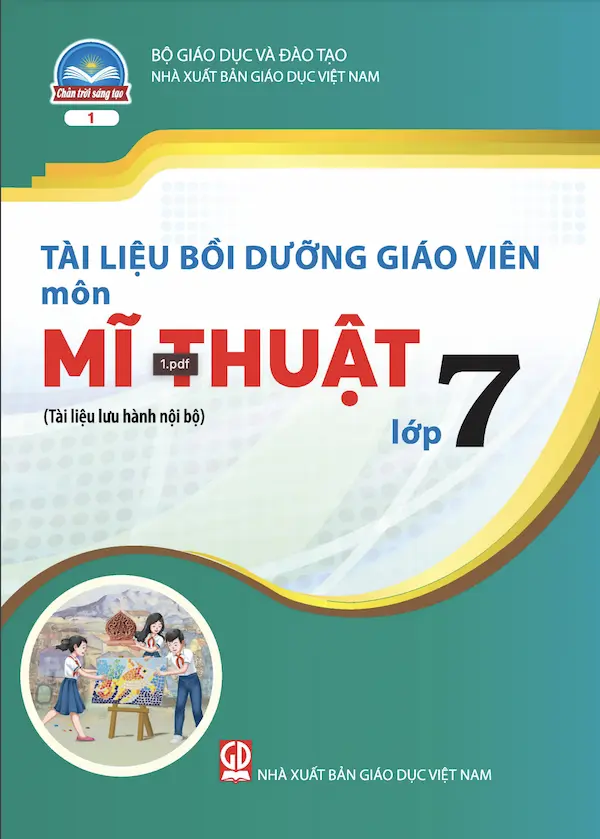 Chân trời sáng tạo
1
BỘ GIÁO DỤC VÀ ĐÀO TẠO
NHÀ XUẤT BẢN GIÁO DỤC VIỆT NAM
TÀI LIỆU BỒI DƯỠNG GIÁO VIÊN
môn
MĨ THUẬT
1.pdf
(Tài liệu lưu hành nội bộ)
lớp 7
GD
NHÀ XUẤT BẢN GIÁO DỤC VIỆT NAM